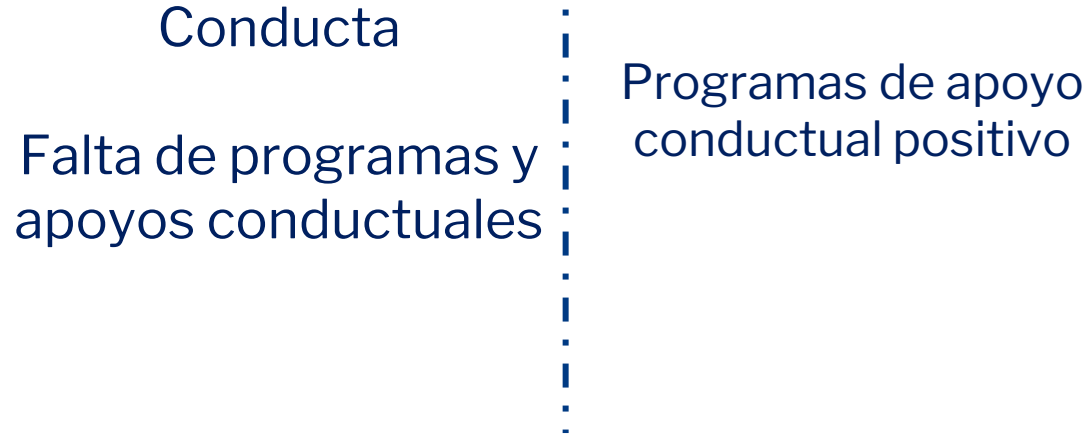 Conducta
Falta de programas y
apoyos conductuales
Programas de apoyo
conductual positivo